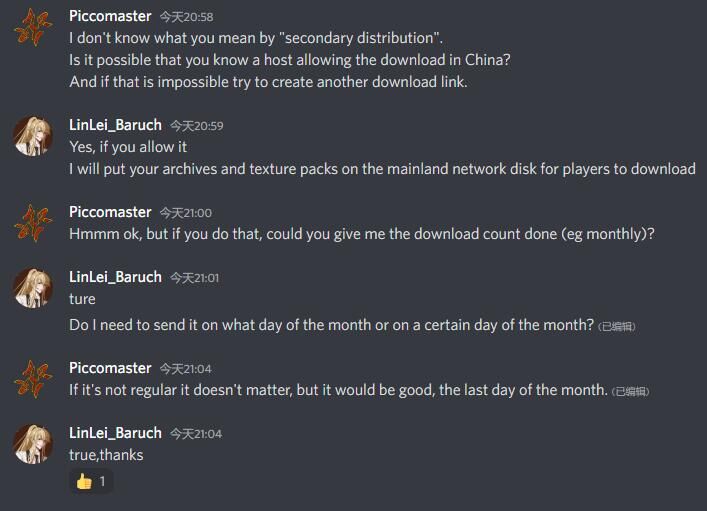 Piccomaster 今天20:58
I don't know what you mean by "secondary distribution".
Is it possible that you know a host allowing the download in China?
And if that is impossible try to create another download link.
LinLei_Baruch 今天20:59
Yes, if you allow it
I will put your archives and texture packs on the mainland network disk for players to download
Piccomaster 今天21:00
Hmmm ok, but if you do that, could you give me the download count done (eg monthly)?
LinLei_Baruch 今天21:01
ture
Do I need to send it on what day of the month or on a certain day of the month? (已编辑)
Piccomaster 今天21:04
If it's not regular it doesn't matter, but it would be good, the last day of the month. (已编辑)
LinLei_Baruch 今天21:04
true,thanks
1